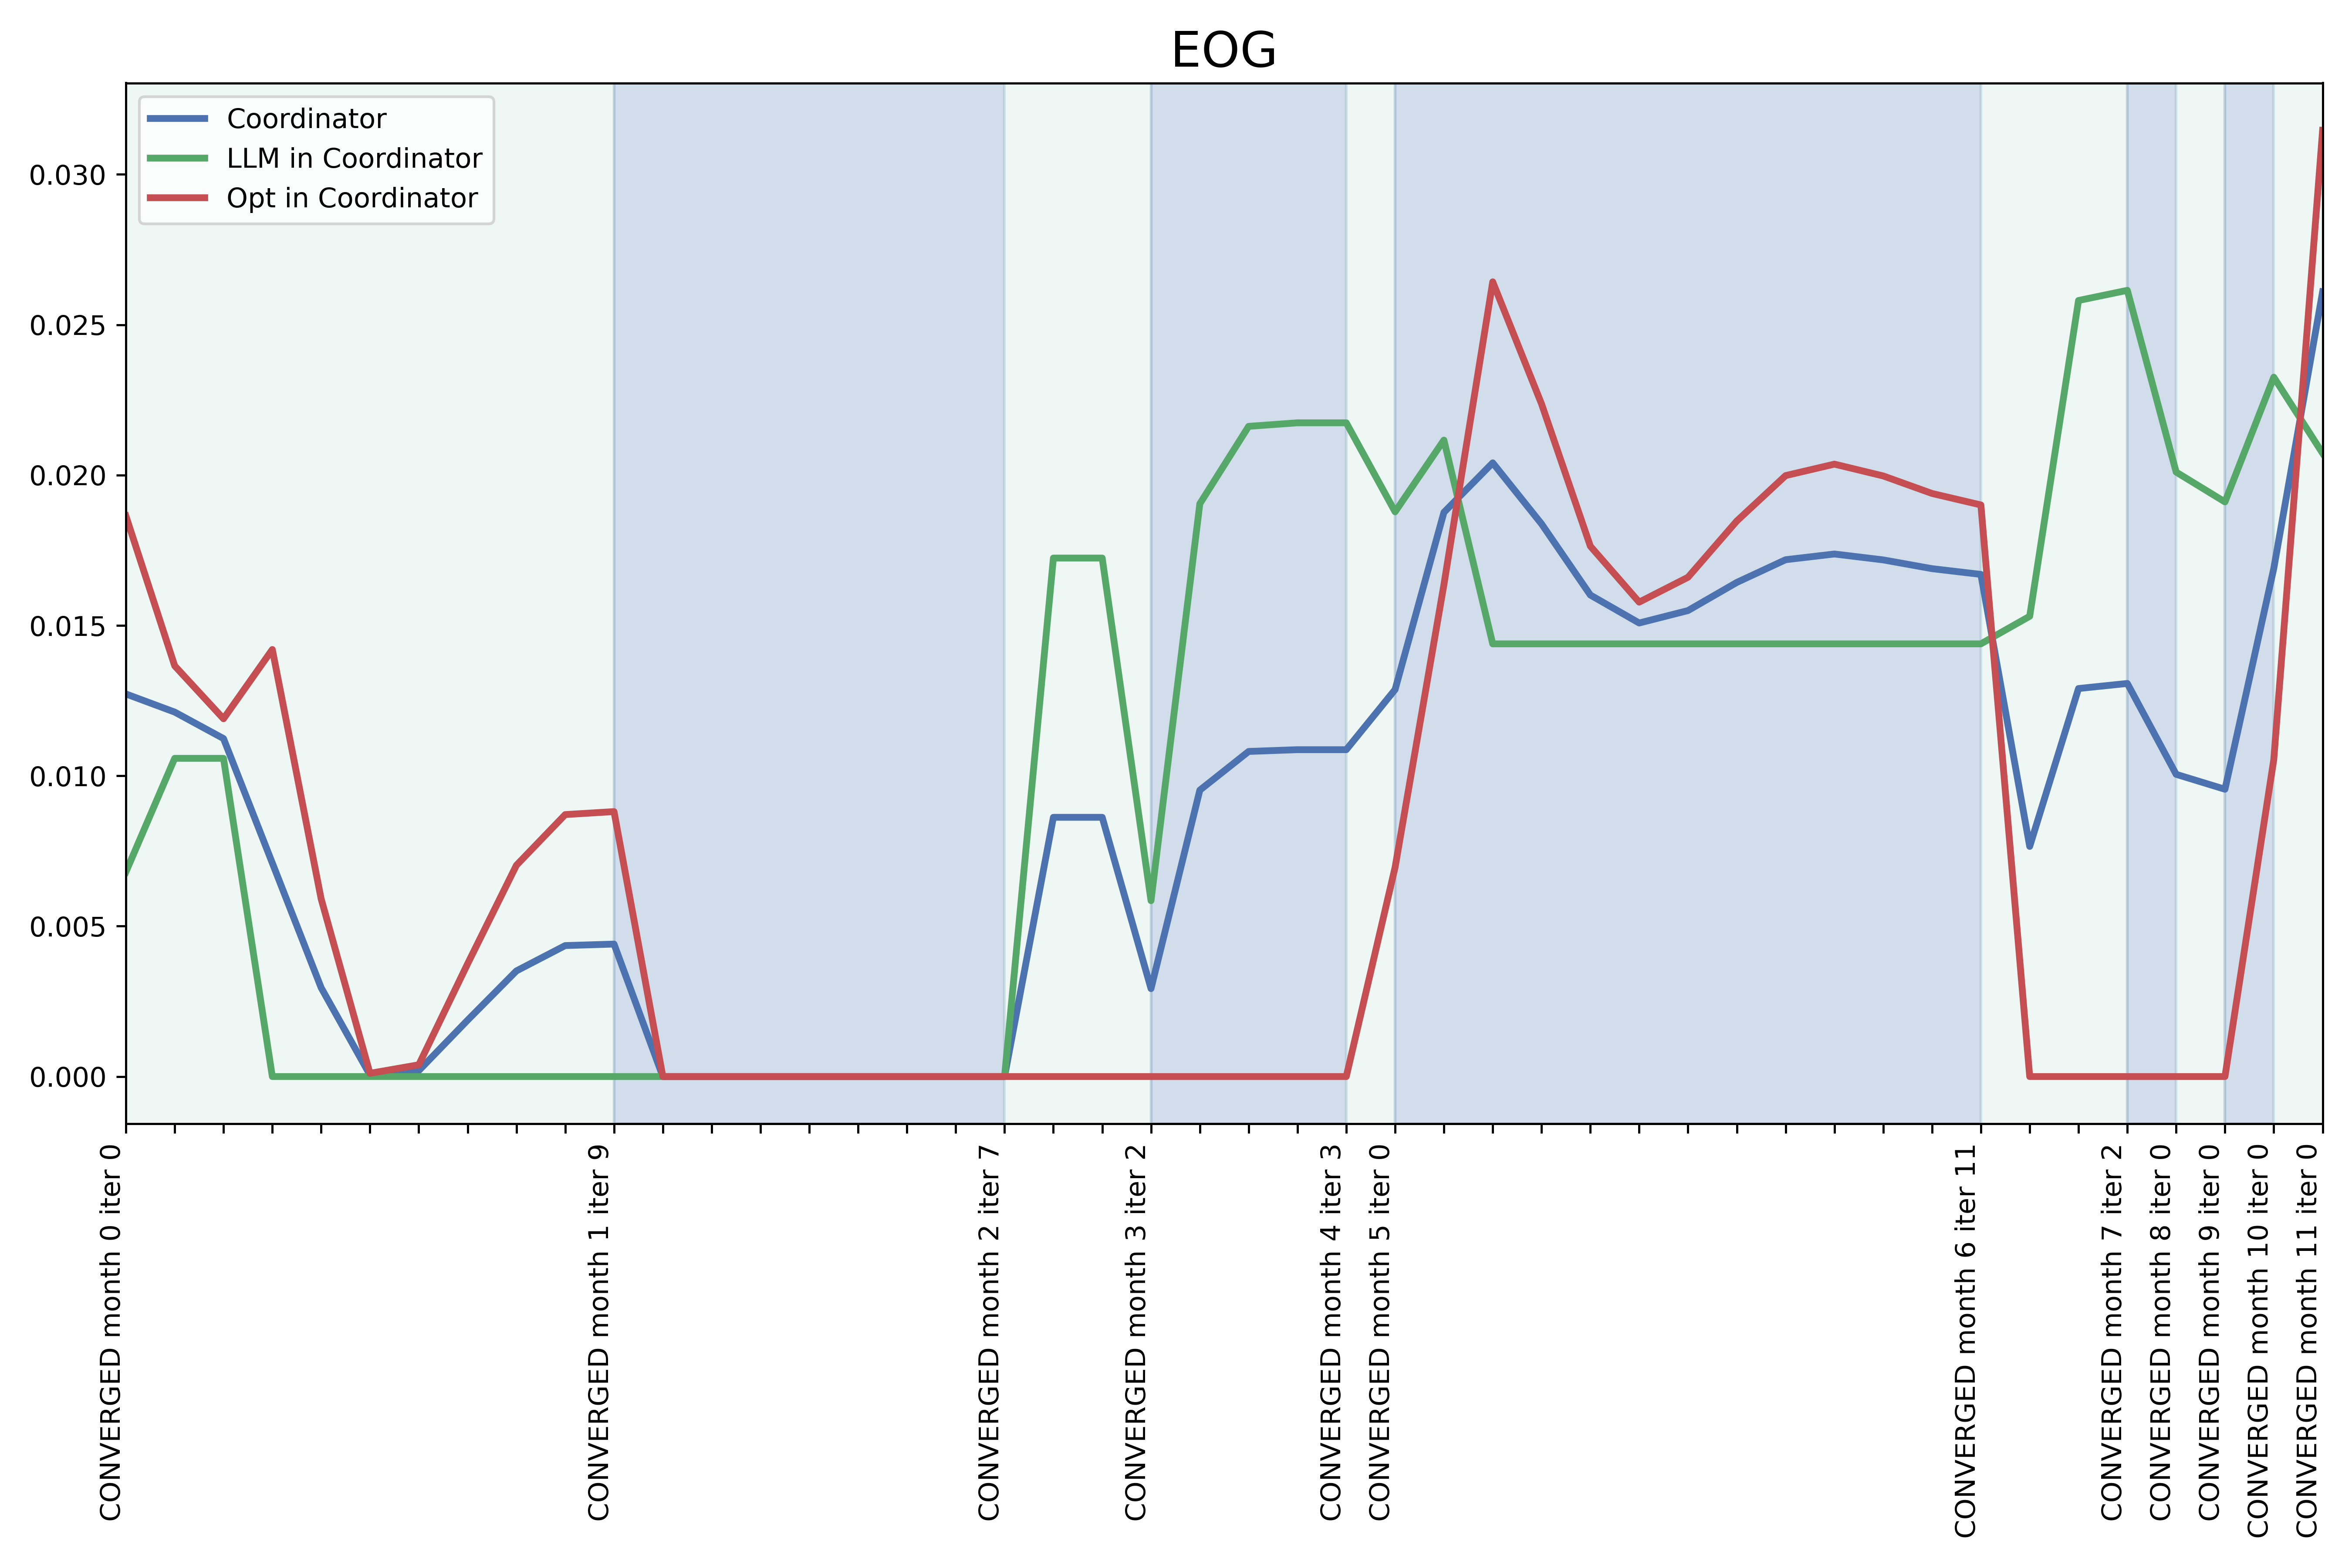 EOG
Coordinator
LLM in Coordinator
Opt in Coordinator
0.030
0.025
0.020
0.015
0.010
0.005
0.000
CONVERGED month 0 iter 0
CONVERGED month 1 iter 9
CONVERGED month 2 iter 7
CONVERGED month 3 iter 2
CONVERGED month 4 iter 3
CONVERGED month 5 iter 0
CONVERGED month 6 iter 11
CONVERGED month 7 iter 2
CONVERGED month 8 iter 0
CONVERGED month 9 iter 0
CONVERGED month 10 iter 0
CONVERGED month 11 iter 0